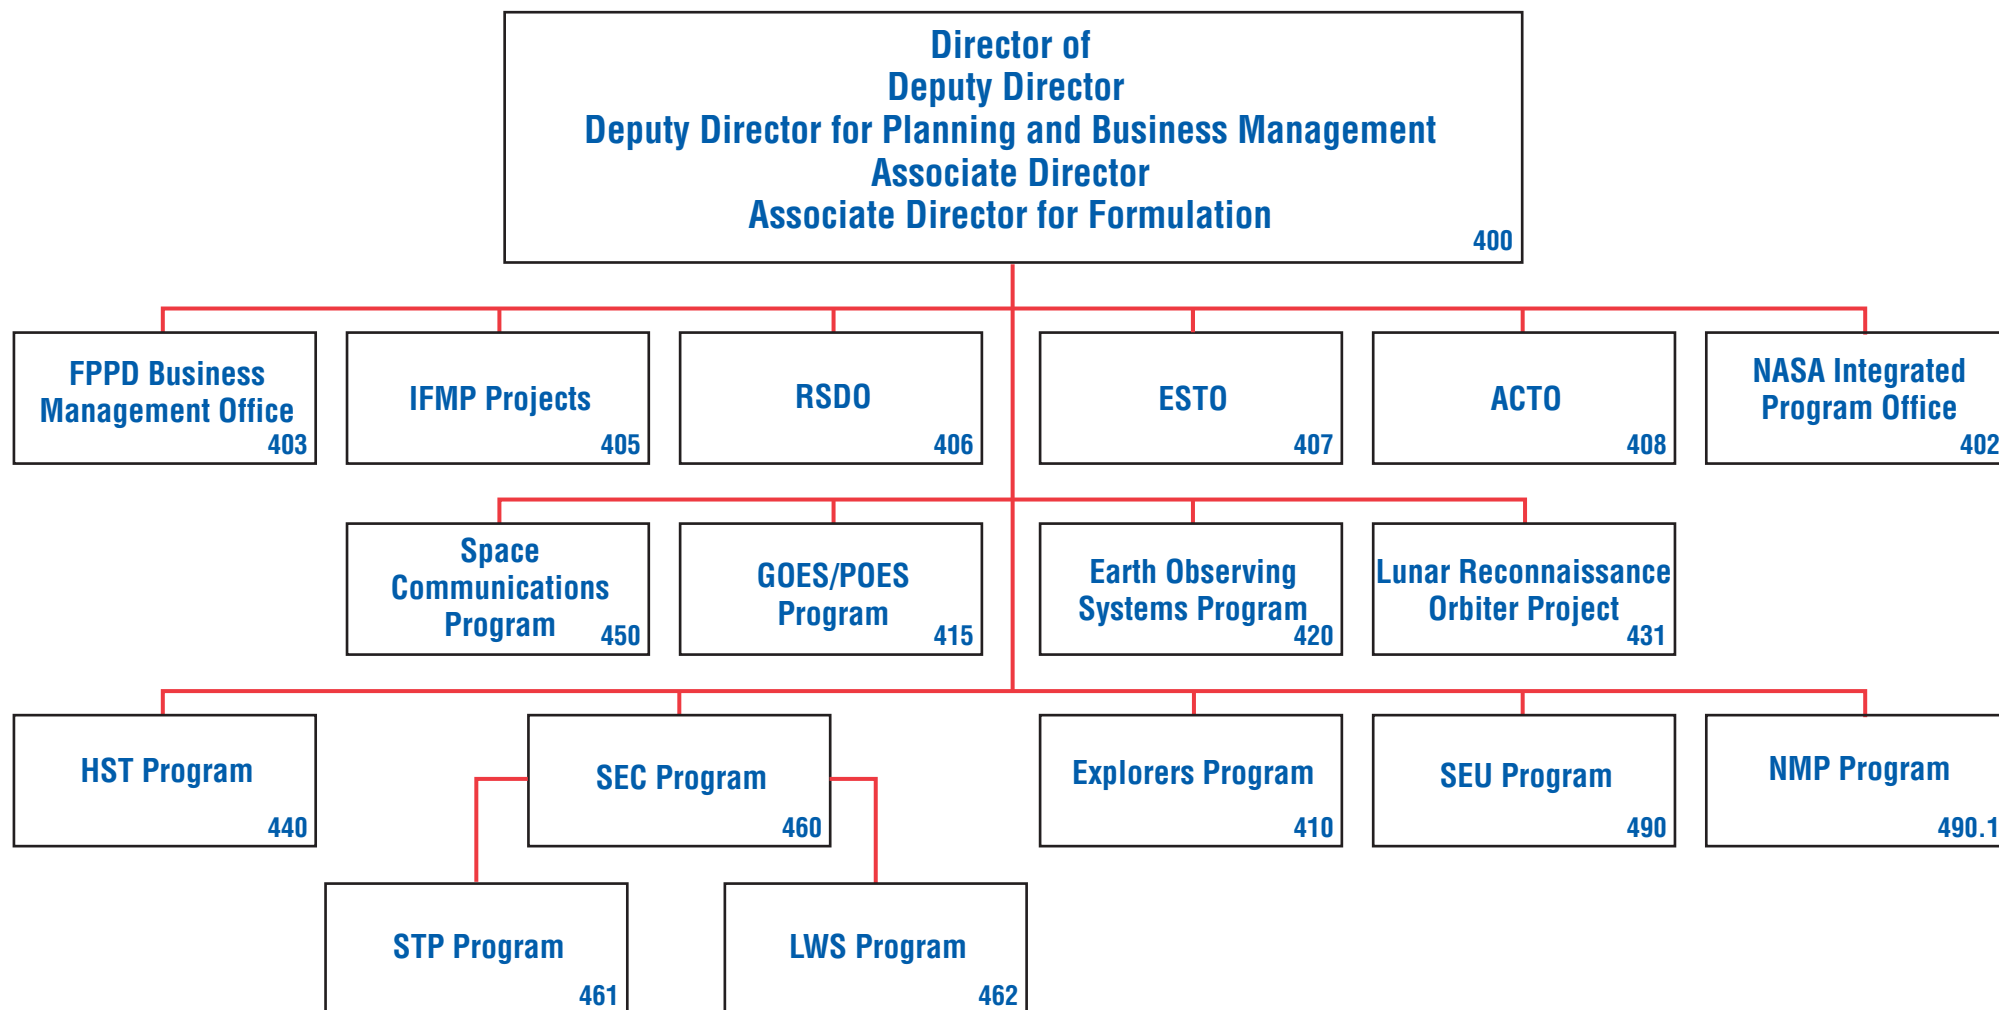 Director of
Deputy Director
Deputy Director for Planning and Business Management
Associate Director
Associate Director for Formulation
400
FPPD Business
Management Office
403
IFMP Projects
405
RSDO
406
ESTO
407
ACTO
408
NASA Integrated
Program Office
402
Space
Communications
Program
450
GOES/POES
Program
415
Earth Observing
Systems Program
420
Lunar Reconnaissance
Orbiter Project
431
HST Program
440
SEC Program
460
Explorers Program
410
SEU Program
490
NMP Program
490.1
STP Program
461
LWS Program
462